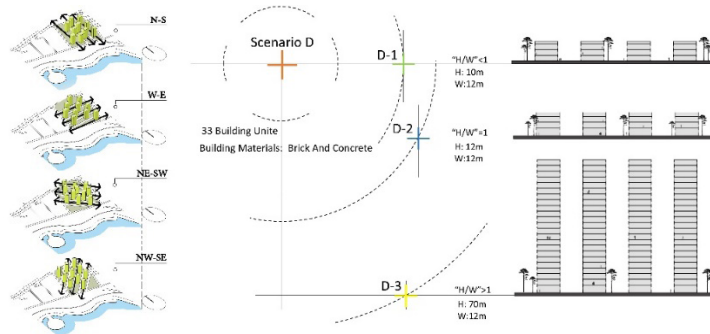 N-S
W-E
NE-SW
NW-SE
Scenario D
33 Building Unite
Building Materials: Brick And Concrete
D-1
"H/W"<1
H: 10m
W:12m
D-2
"H/W"=1
H: 12m
W:12m
D-3
"H/W">1
H: 70m
W:12m